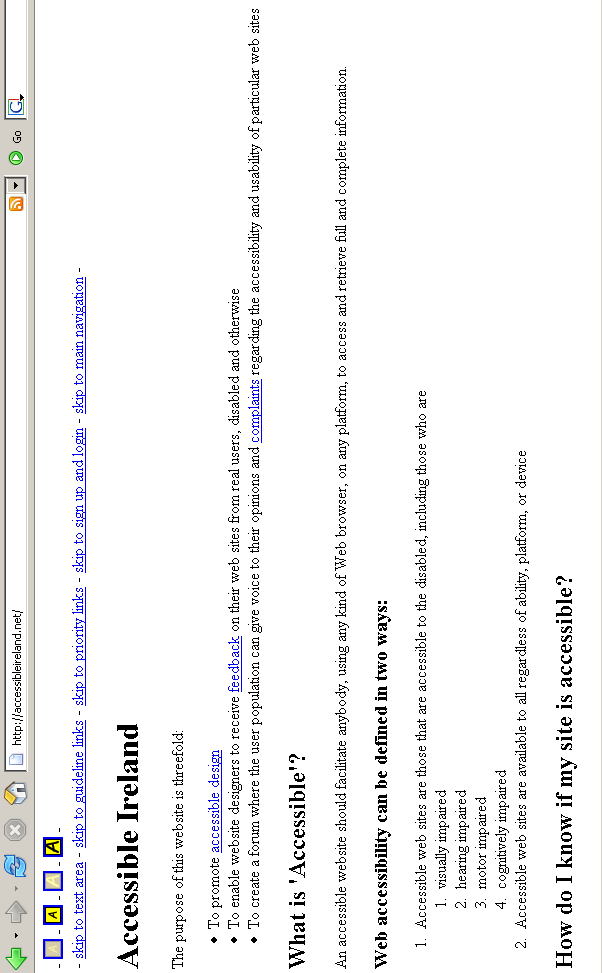 http://accessibleireland.net/
Go
G
- A - A - A - A -
- skip to text area - skip to guideline links - skip to priority links - skip to sign up and login - skip to main navigation -
Accessible Ireland
The purpose of this website is threefold:
• To promote accessible design
• To enable website designers to receive feedback on their web sites from real users, disabled and otherwise
• To create a forum where the user population can give voice to their opinions and complaints regarding the accessibility and usability of particular web sites
What is 'Accessible'?
An accessible website should facilitate anybody, using any kind of Web browser, on any platform, to access and retrieve full and complete information.
Web accessibility can be defined in two ways:
1. Accessible web sites are those that are accessible to the disabled, including those who are
1. visually impaired
2. hearing impaired
3. motor impaired
4. cognitively impaired
2. Accessible web sites are available to all regardless of ability, platform, or device
How do I know if my site is accessible?